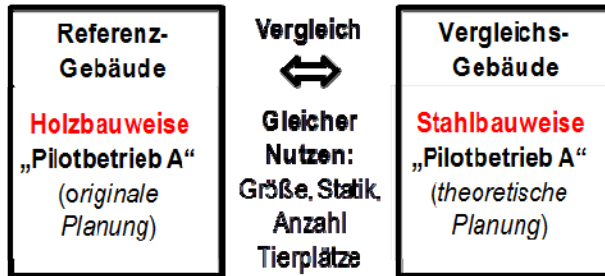 Referenz-
Gebäude
Holzbauweise
„Pilotbetrieb A“
(originale
Planung)
Vergleich
Gleicher
Nutzen:
Größe, Statik,
Anzahl
Tierplätze
Vergleichs-
Gebäude
Stahlbauweise
„Pilotbetrieb A“
(theoretische
Planung)